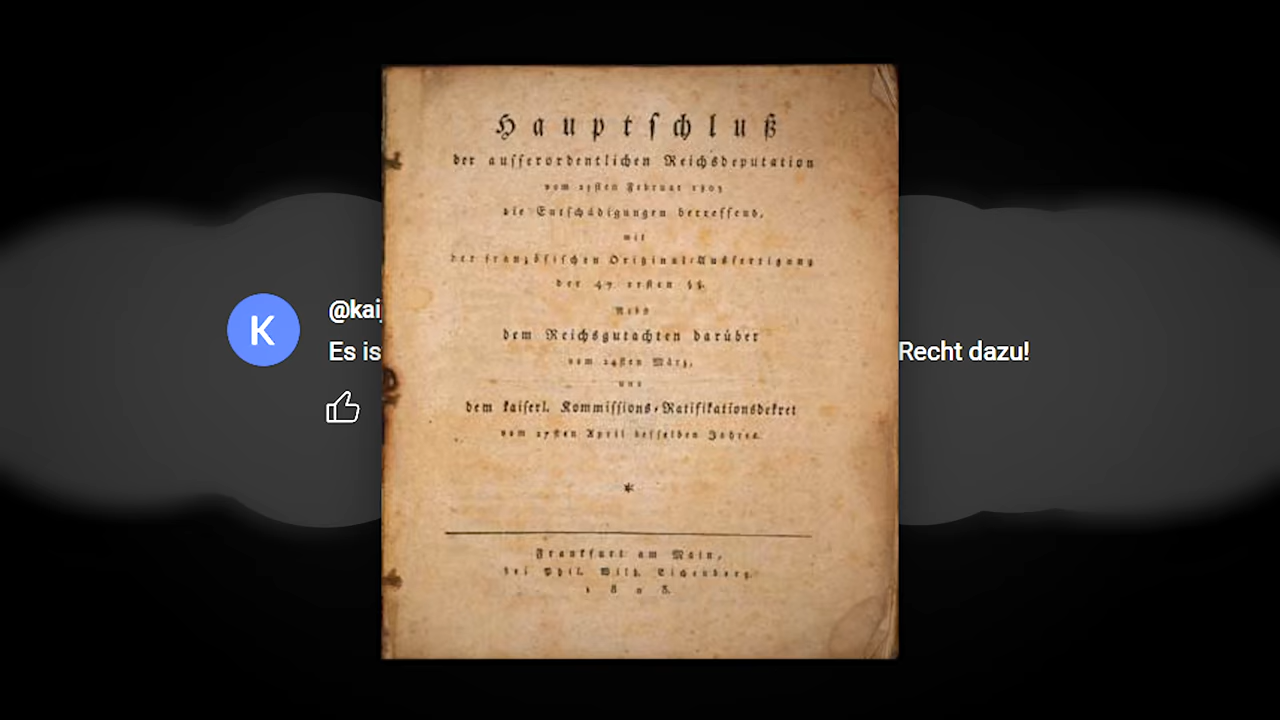 Hauptſchluß
der auſſerordentlichen Reichsdeputation
vom 25ſten Februar 1803
die Entſchädigungen betreffend,
mit
der franzöſiſchen Original-Ausfertigung
der 47 erſten §§.
Nebſt
dem Reichsgutachten darüber
vom 24ſten März,
und
dem kaiſerl. Kommiſſions-Ratifikationsdekret
vom 27ſten April deſſelben Jahres.
*
Frankfurt am Main,
bei Phil. Wilh. Eichenberg
1803.
K
@kai
Es is
Recht dazu!